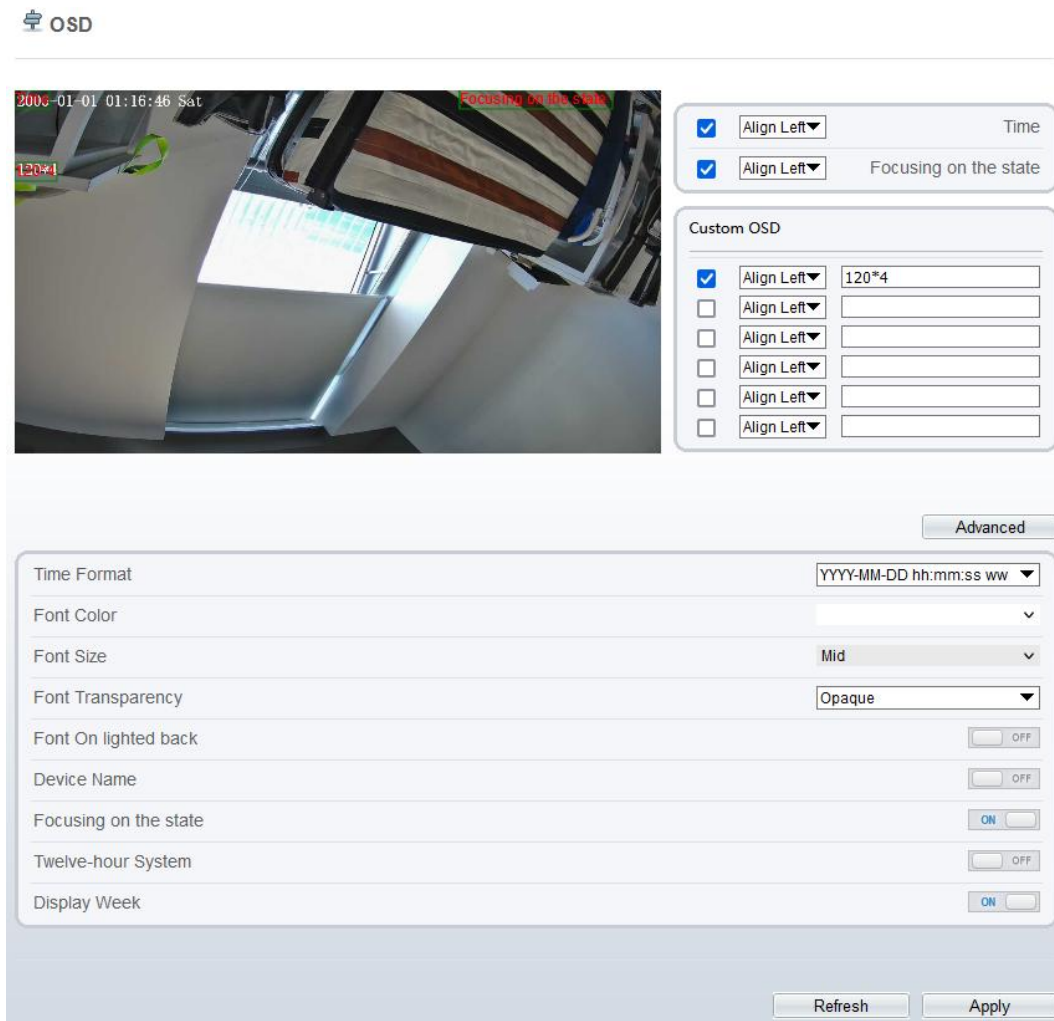 OSD
2006-01-01 01:16:46 Sat
Focusing on the state
120*4
Align Left
Time
Align Left
Focusing on the state
Custom OSD
Align Left
120*4
Align Left
Align Left
Align Left
Align Left
Align Left
Advanced
Time Format
YYYY-MM-DD hh:mm:ss ww
Font Color
Font Size
Mid
Font Transparency
Opaque
Font On lighted back
OFF
Device Name
OFF
Focusing on the state
ON
Twelve-hour System
OFF
Display Week
ON
Refresh
Apply